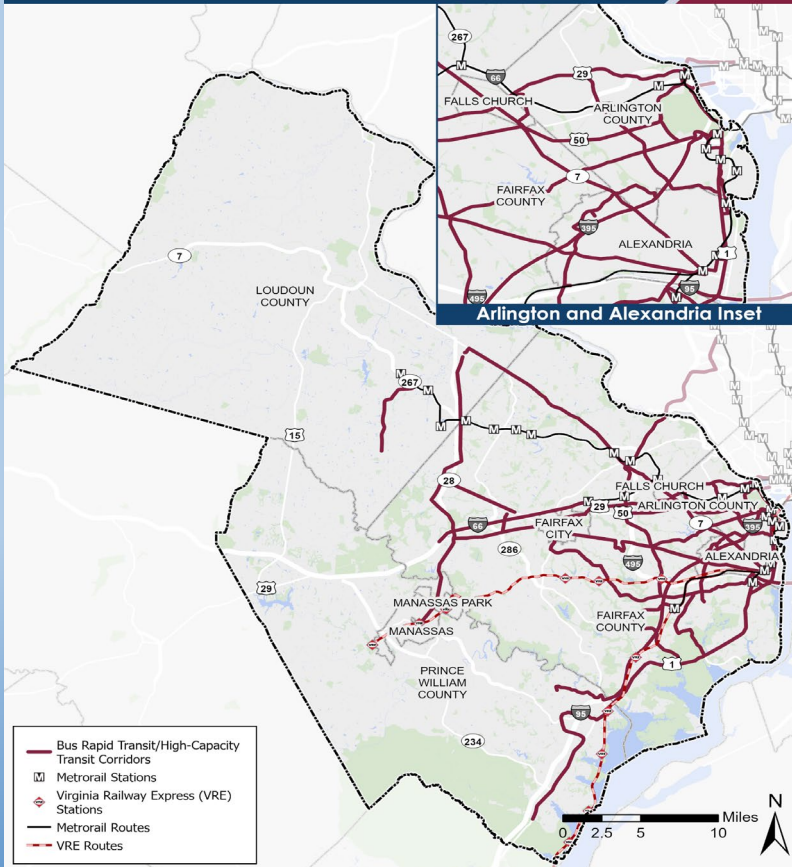 267
66
29
FALLS CHURCH
ARLINGTON
COUNTY
50
7
FAIRFAX
COUNTY
395
ALEXANDRIA
1
95
495
Arlington and Alexandria Inset
7
LOUDOUN
COUNTY
267
15
28
FALLS CHURCH
29
ARLINGTON COUNTY
50
66
FAIRFAX
CITY
7
395
286
495
ALEXANDRIA
29
MANASSAS PARK
MANASSAS
FAIRFAX
COUNTY
1
PRINCE
WILLIAM
COUNTY
95
234
Bus Rapid Transit/High-Capacity
Transit Corridors
M Metrorail Stations
Virginia Railway Express (VRE)
Stations
Metrorail Routes
VRE Routes
Miles
0 2.5 5 10
N